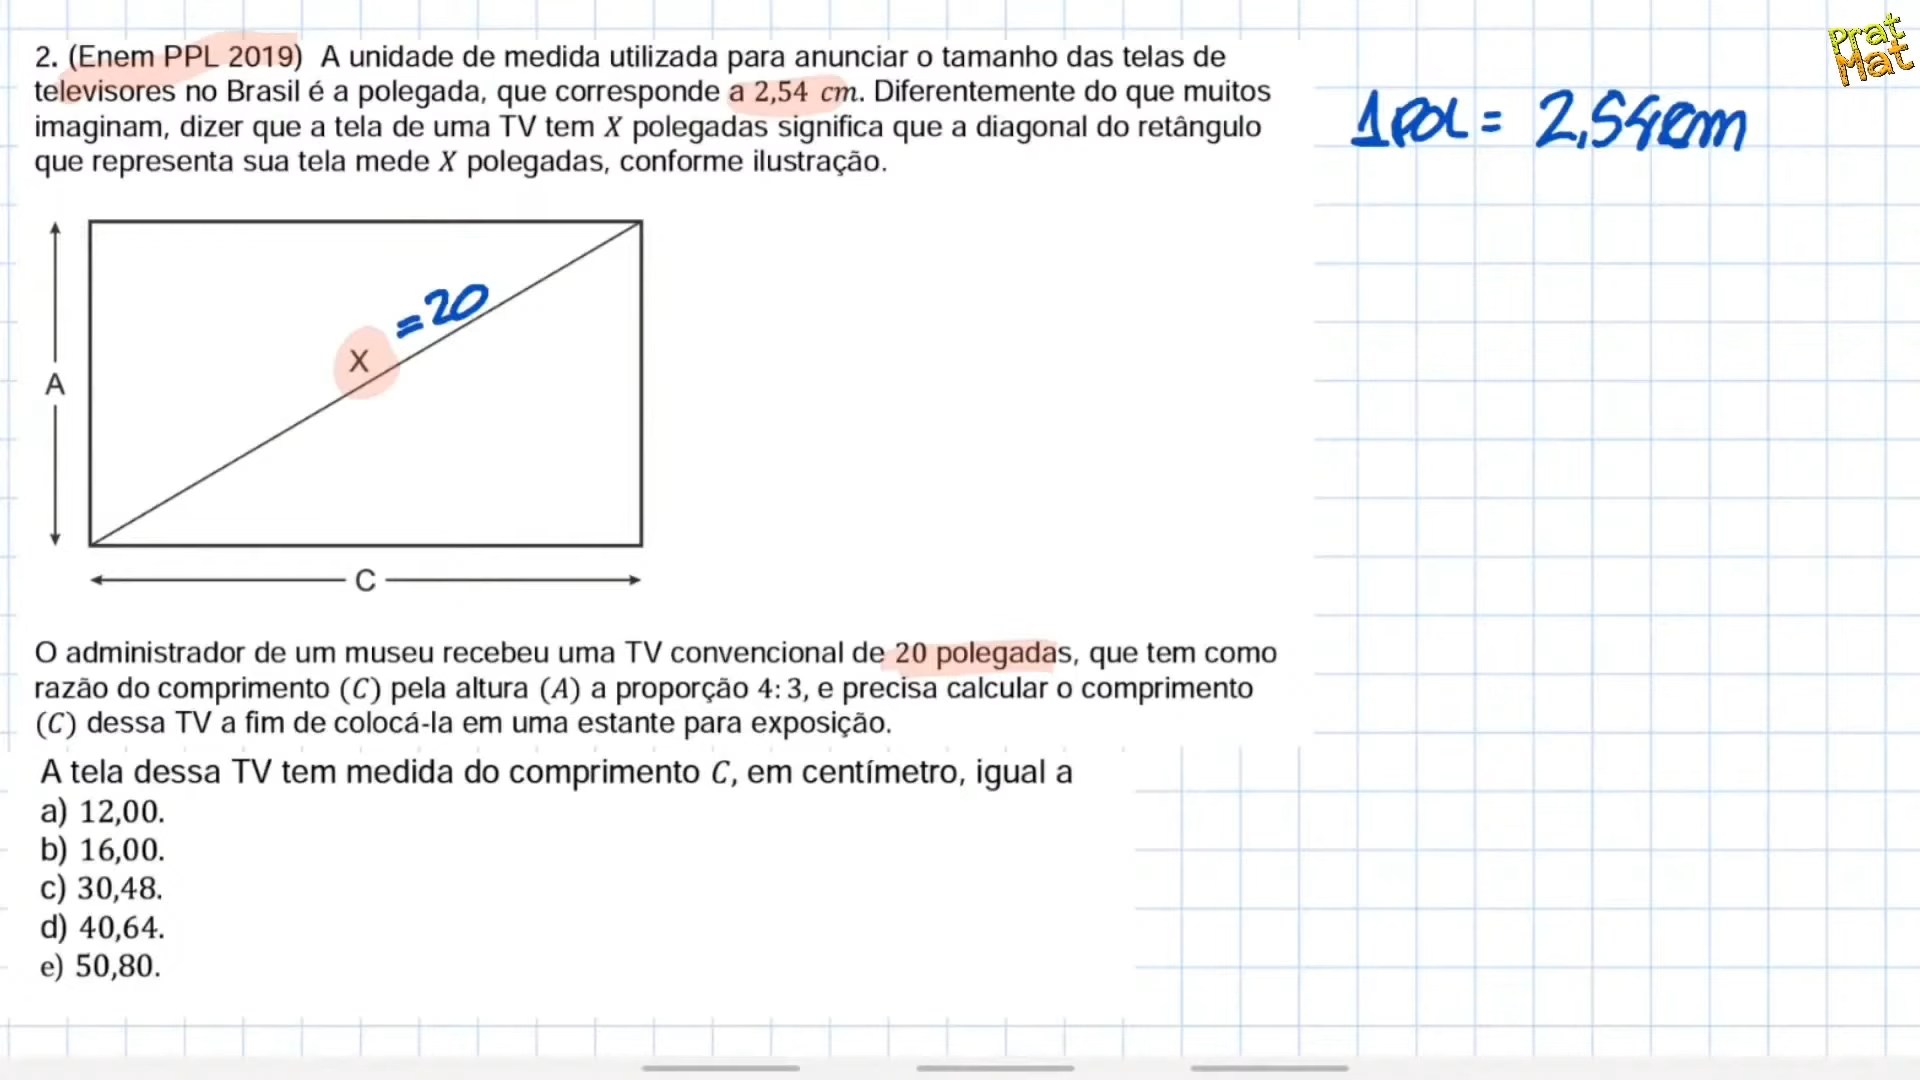 2. (Enem PPL 2019) A unidade de medida utilizada para anunciar o tamanho das telas de
televisores no Brasil é a polegada, que corresponde a 2,54 cm. Diferentemente do que muitos
imaginam, dizer que a tela de uma TV tem X polegadas significa que a diagonal do retângulo
que representa sua tela mede X polegadas, conforme ilustração.
Prat
Mat
1 POL = 2,54cm
= 20
X
A
C
O administrador de um museu recebeu uma TV convencional de 20 polegadas, que tem como
razão do comprimento (C) pela altura (A) a proporção 4: 3, e precisa calcular o comprimento
(C) dessa TV a fim de colocá-la em uma estante para exposição.
A tela dessa TV tem medida do comprimento C, em centímetro, igual a
a) 12,00.
b) 16,00.
c) 30,48.
d) 40,64.
e) 50,80.